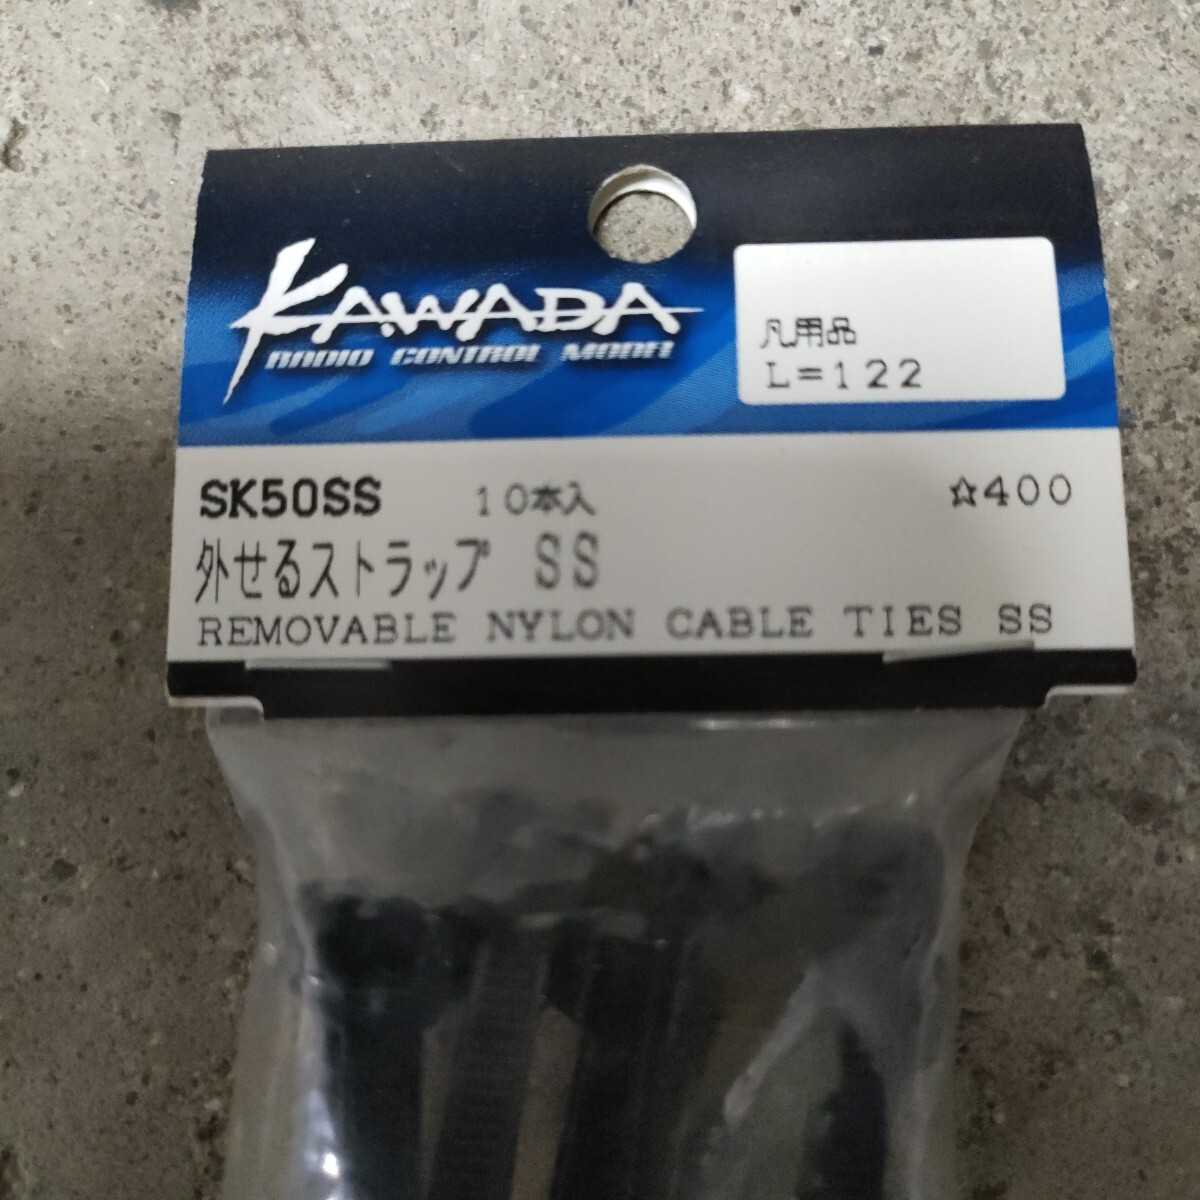 KAWADA
RADIO CONTROL MODEL
汎用品
L=122
SK50SS 10本入 ☆400
外せるストラップ SS
REMOVABLE NYLON CABLE TIES SS